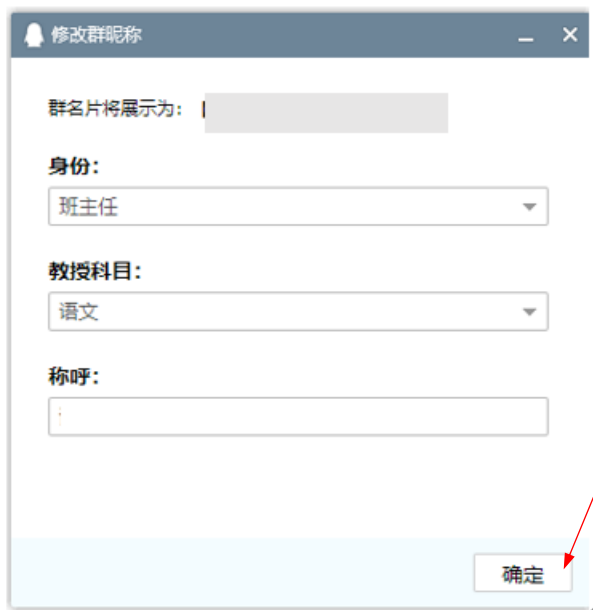 修改群昵称
群名片将展示为：
身份：
班主任
教授科目：
语文
称呼：
确定